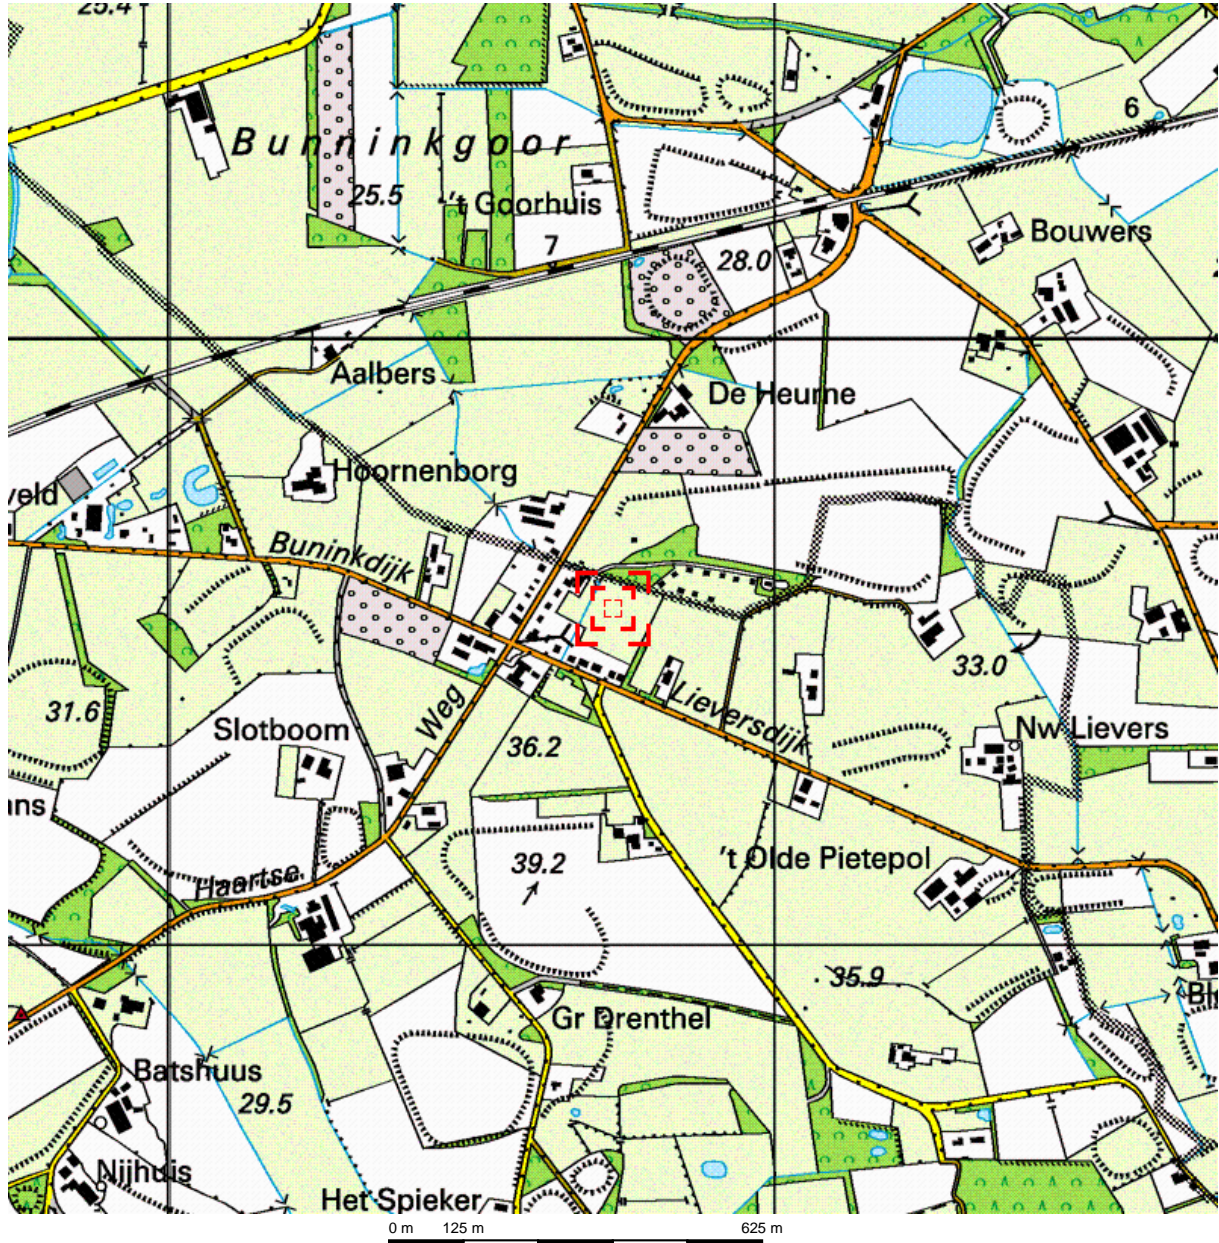 25.4
6
Bunninkgoor
25.5
't Goorhuis
Bouwers
7
28.0
Aalbers
De Heurne
Hoornenborg
veld
Buninkdijk
33.0
31.6
Weg
Lieversdijk
Slotboom
36.2
Nw Lievers
ans
39.2
't Olde Pietepol
Haartse
35.9
Gr Drenthel
Batshuus
29.5
Nijhuis
Het Spieker
0 m 125 m 625 m